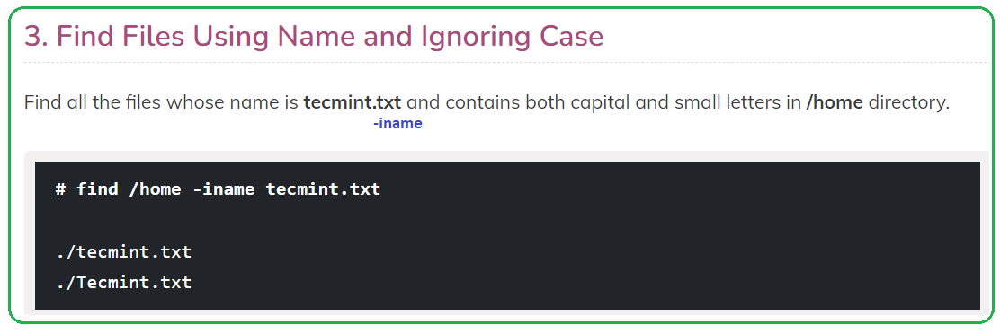 3. Find Files Using Name and Ignoring Case
Find all the files whose name is tecmint.txt and contains both capital and small letters in /home directory.
-iname
# find /home -iname tecmint.txt
./tecmint.txt
./Tecmint.txt